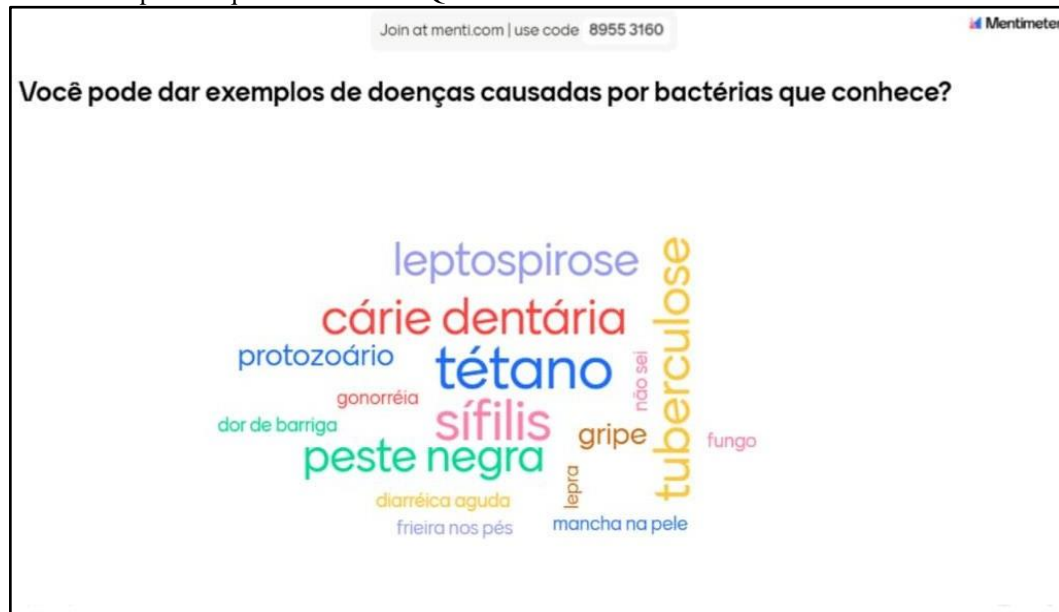 Join at menti.com | use code 8955 3160
Mentimeter
Você pode dar exemplos de doenças causadas por bactérias que conhece?
leptospirose
tuberculose
cárie dentária
protozoário
tétano
não sei
gonorréia
sífilis
dor de barriga
gripe
fungo
peste negra
lepra
diarréica aguda
frieira nos pés
mancha na pele